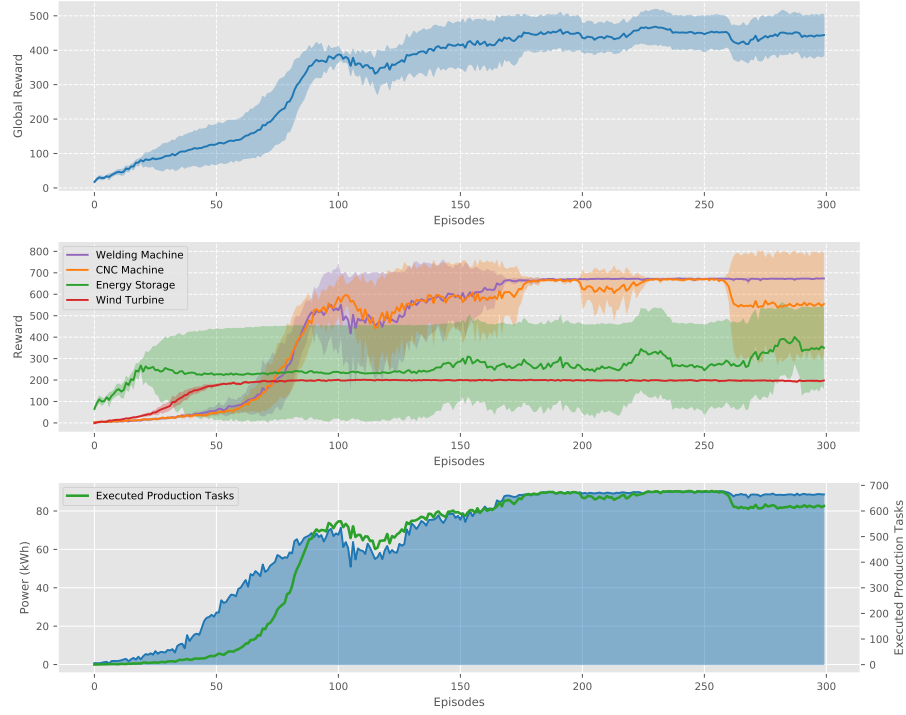 Global Reward
500
400
300
200
100
0
0 50 100 150 200 250 300
Episodes
Reward
800
700
600
500
400
300
200
100
0
Welding Machine
CNC Machine
Energy Storage
Wind Turbine
0 50 100 150 200 250 300
Episodes
Power (kWh)
80
60
40
20
0
Executed Production Tasks
700
600
500
400
300
200
100
0
Executed Production Tasks
0 50 100 150 200 250 300
Episodes